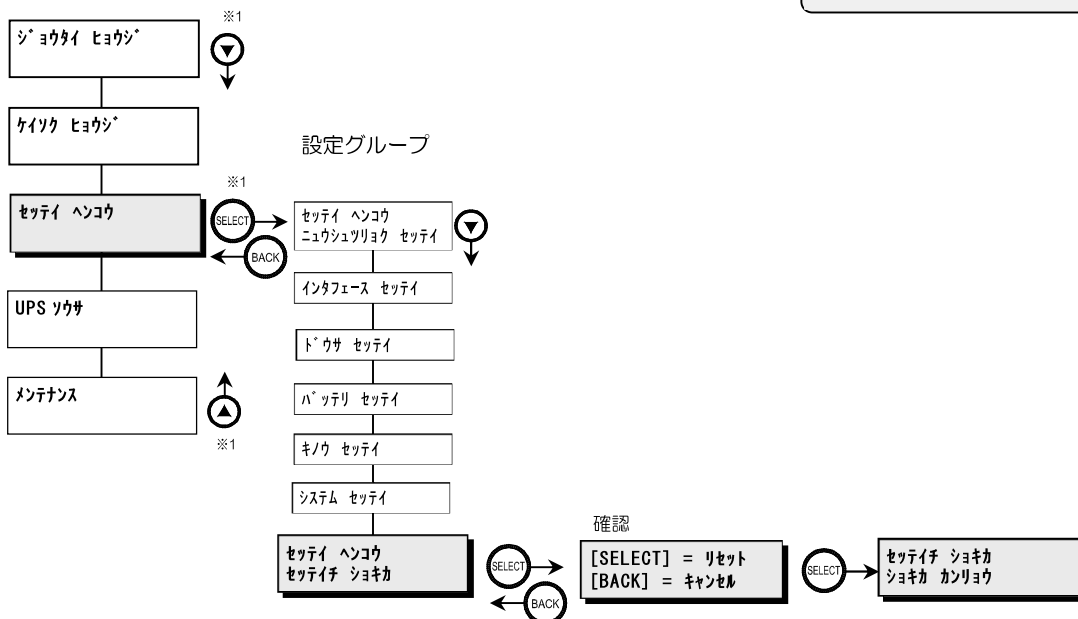 ※1
ｼﾞｮｳﾀｲ ﾋｮｳｼﾞ
ｹｲｿｸ ﾋｮｳｼﾞ
設定グループ
※1
ｾｯﾃｲ ﾍﾝｺｳ
SELECT
BACK
ｾｯﾃｲ ﾍﾝｺｳ
ﾆｭｳｼｭﾂﾘｮｸ ｾｯﾃｲ
ｲﾝﾀﾌｪｰｽ ｾｯﾃｲ
UPS ｿｳｻ
ﾄﾞｳｻ ｾｯﾃｲ
ﾒﾝﾃﾅﾝｽ
ﾊﾞｯﾃﾘ ｾｯﾃｲ
※1
ｷﾉｳ ｾｯﾃｲ
ｼｽﾃﾑ ｾｯﾃｲ
ｾｯﾃｲ ﾍﾝｺｳ
ｾｯﾃｲﾁ ｼｮｷｶ
SELECT
BACK
確認
[SELECT] = ﾘｾｯﾄ
[BACK] = ｷｬﾝｾﾙ
SELECT
ｾｯﾃｲﾁ ｼｮｷｶ
ｼｮｷｶ ｶﾝﾘｮｳ